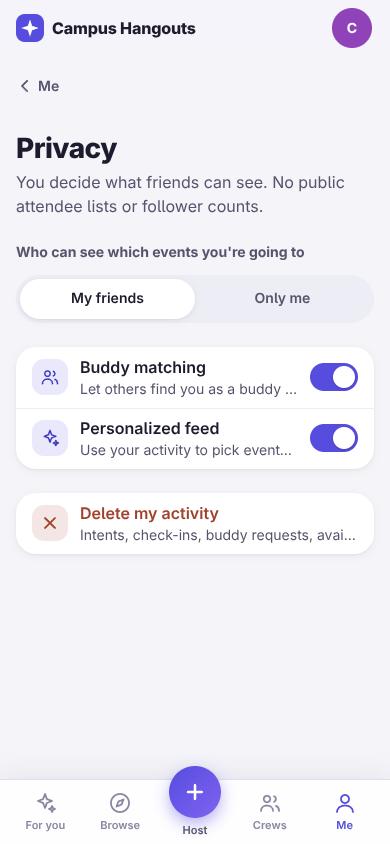 Campus Hangouts
C
Me
Privacy
You decide what friends can see. No public
attendee lists or follower counts.
Who can see which events you're going to
My friends
Only me
Buddy matching
Let others find you as a buddy ...
Personalized feed
Use your activity to pick event...
Delete my activity
Intents, check-ins, buddy requests, avai...
For you
Browse
Host
Crews
Me